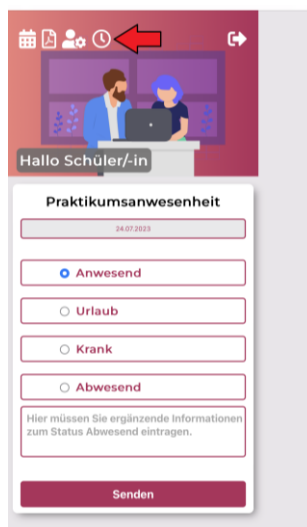 Hallo Schüler/-in
Praktikumsanwesenheit
24.07.2023
Anwesend
Urlaub
Krank
Abwesend
Hier müssen Sie ergänzende Informationen
zum Status Abwesend eintragen.
Senden